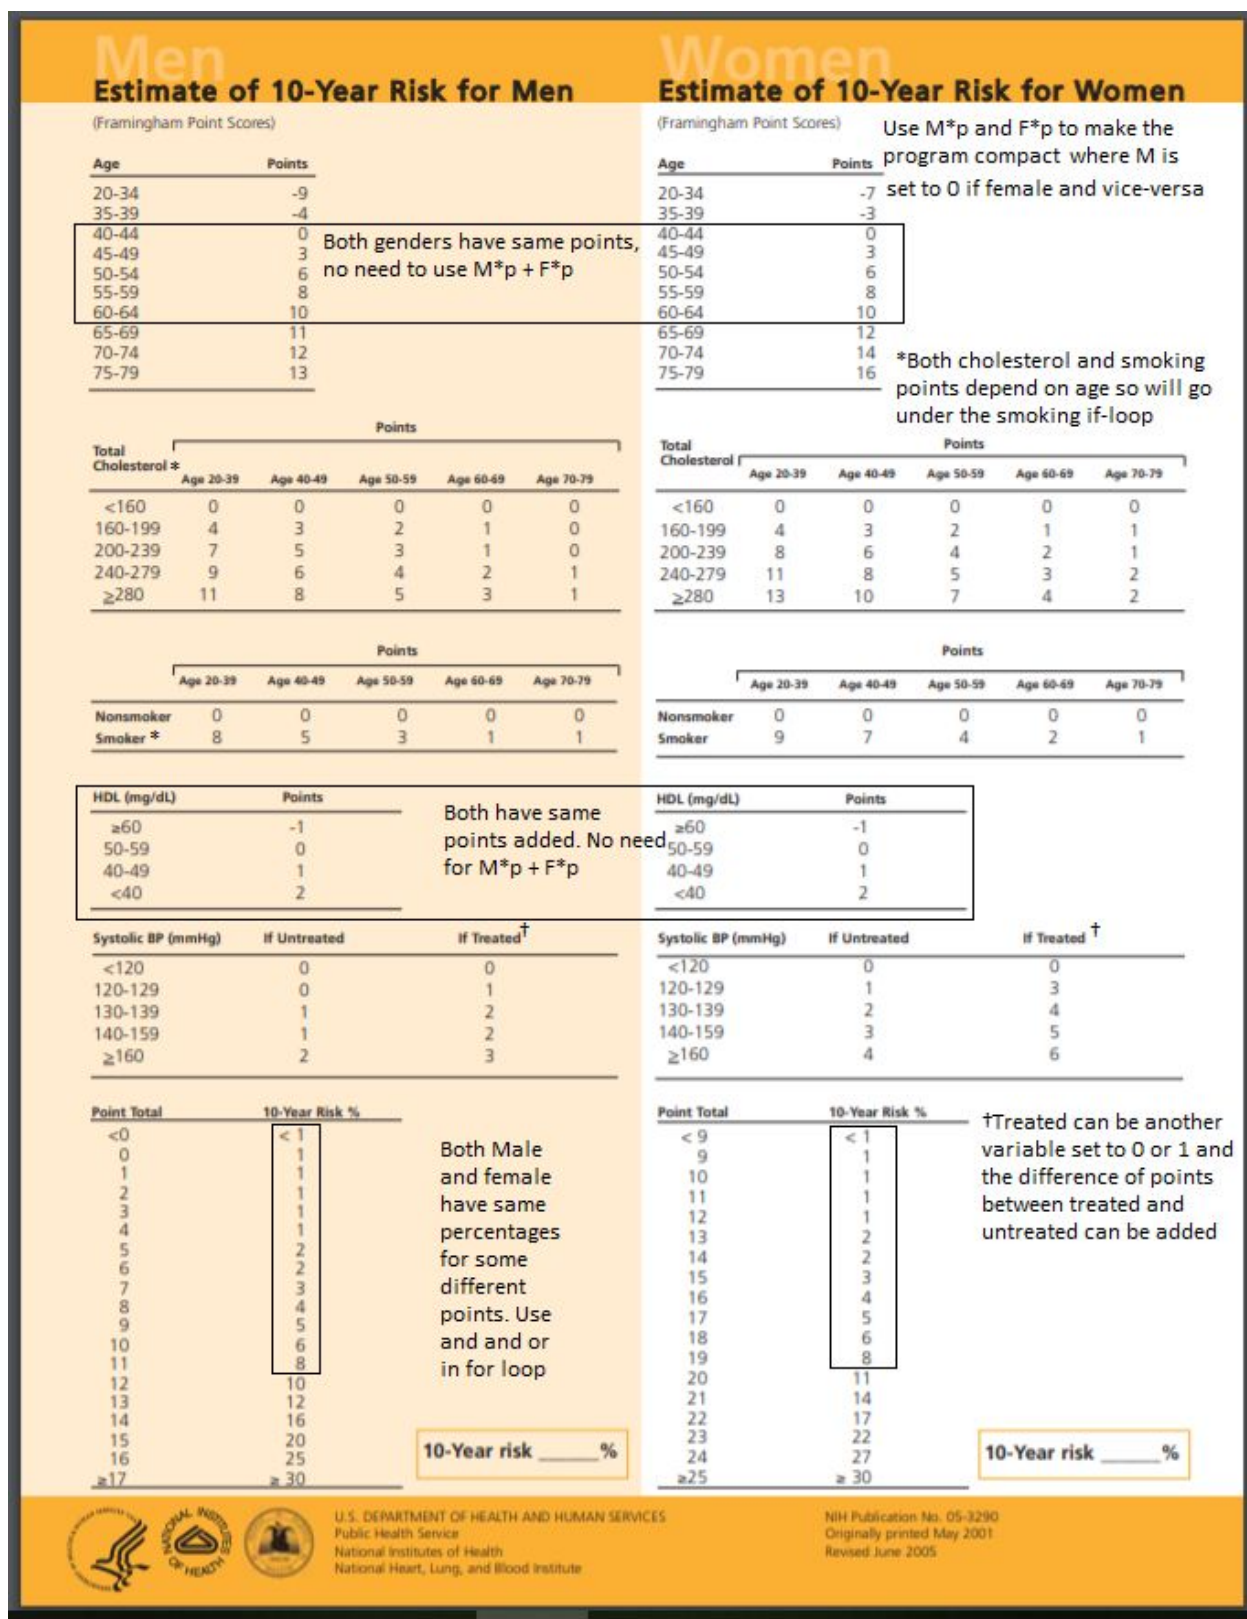 Men
Women
Estimate of 10-Year Risk for Men
Estimate of 10-Year Risk for Women
(Framingham Point Scores)
(Framingham Point Scores)
Use M*p and F*p to make the
program compact where M is
set to 0 if female and vice-versa
Age Points
20-34 -9
35-39 -4
40-44 0
45-49 3
50-54 6
55-59 8
60-64 10
65-69 11
70-74 12
75-79 13
Both genders have same points,
no need to use M*p + F*p
Age Points
20-34 -7
35-39 -3
40-44 0
45-49 3
50-54 6
55-59 8
60-64 10
65-69 12
70-74 14
75-79 16
*Both cholesterol and smoking
points depend on age so will go
under the smoking if-loop
Points
Total
Cholesterol *
Age 20-39 Age 40-49 Age 50-59 Age 60-69 Age 70-79
<160 0 0 0 0 0
160-199 4 3 2 1 0
200-239 7 5 3 1 0
240-279 9 6 4 2 1
≥280 11 8 5 3 1
Points
Total
Cholesterol
Age 20-39 Age 40-49 Age 50-59 Age 60-69 Age 70-79
<160 0 0 0 0 0
160-199 4 3 2 1 1
200-239 8 6 4 2 1
240-279 11 8 5 3 2
≥280 13 10 7 4 2
Points
Age 20-39 Age 40-49 Age 50-59 Age 60-69 Age 70-79
Nonsmoker 0 0 0 0 0
Smoker * 8 5 3 1 1
Points
Age 20-39 Age 40-49 Age 50-59 Age 60-69 Age 70-79
Nonsmoker 0 0 0 0 0
Smoker 9 7 4 2 1
HDL (mg/dL) Points
≥60 -1
50-59 0
40-49 1
<40 2
Both have same
points added. No need
for M*p + F*p
HDL (mg/dL) Points
≥60 -1
50-59 0
40-49 1
<40 2
Systolic BP (mmHg) If Untreated If Treated†
<120 0 0
120-129 0 1
130-139 1 2
140-159 1 2
≥160 2 3
Systolic BP (mmHg) If Untreated If Treated †
<120 0 0
120-129 1 3
130-139 2 4
140-159 3 5
≥160 4 6
Point Total 10-Year Risk %
<0 < 1
0 1
1 1
2 1
3 1
4 1
5 2
6 2
7 3
8 4
9 5
10 6
11 8
12 10
13 12
14 16
15 20
16 25
≥17 ≥ 30
Both Male
and female
have same
percentages
for some
different
points. Use
and and or
in for loop
10-Year risk ______%
Point Total 10-Year Risk %
< 9 < 1
9 1
10 1
11 1
12 1
13 2
14 2
15 3
16 4
17 5
18 6
19 8
20 11
21 14
22 17
23 22
24 27
≥25 ≥ 30
†Treated can be another
variable set to 0 or 1 and
the difference of points
between treated and
untreated can be added
10-Year risk ______%
NATIONAL INSTITUTES
OF HEALTH
U.S. DEPARTMENT OF HEALTH AND HUMAN SERVICES
Public Health Service
National Institutes of Health
National Heart, Lung, and Blood Institute
NIH Publication No. 05-3290
Originally printed May 2001
Revised June 2005